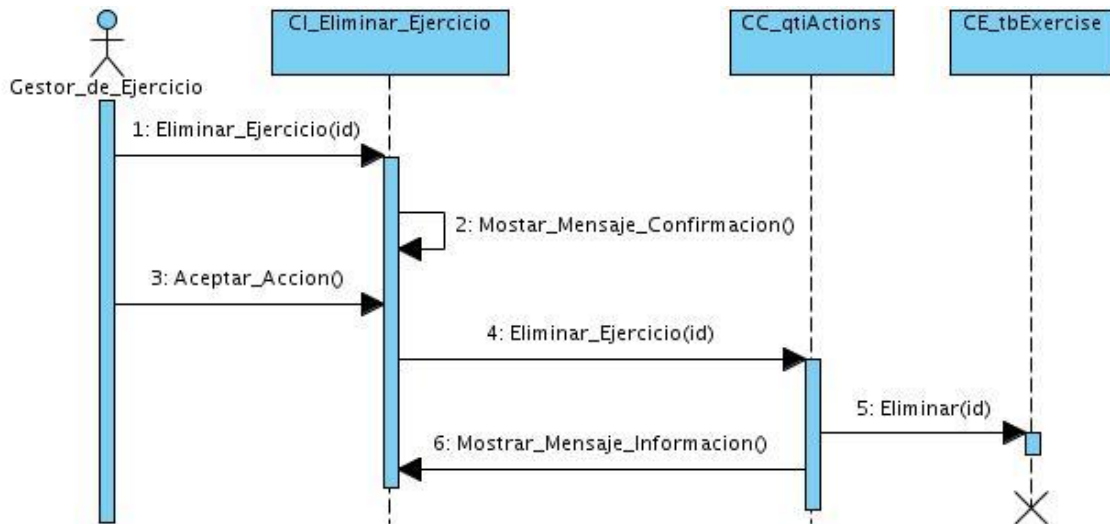 CI_Eliminar_Ejercicio
CC_qtiActions
CE_tbExercise
Gestor_de_Ejercicio
1: Eliminar_Ejercicio(id)
2: Mostar_Mensaje_Confirmacion()
3: Aceptar_Accion()
4: Eliminar_Ejercicio(id)
5: Eliminar(id)
6: Mostrar_Mensaje_Informacion()